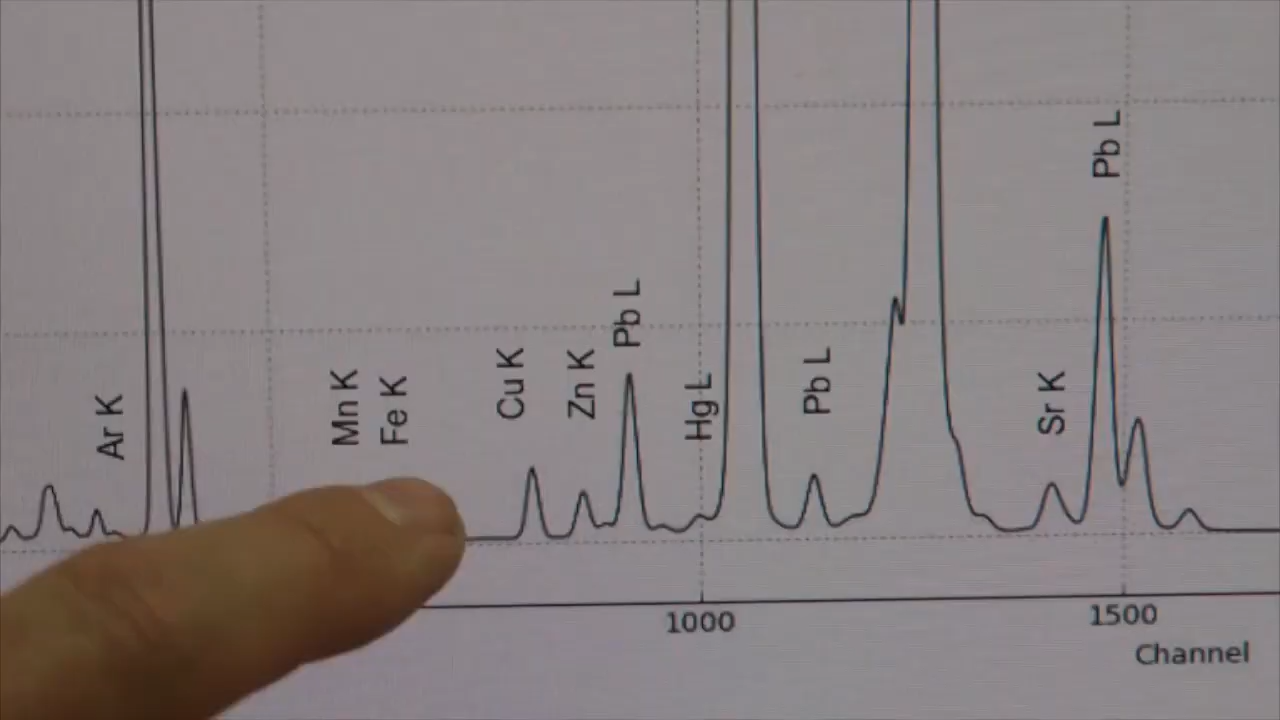 Ar K
Mn K
Fe K
Cu K
Zn K
Pb L
Hg L
Pb L
Sr K
Pb L
1000
1500
Channel